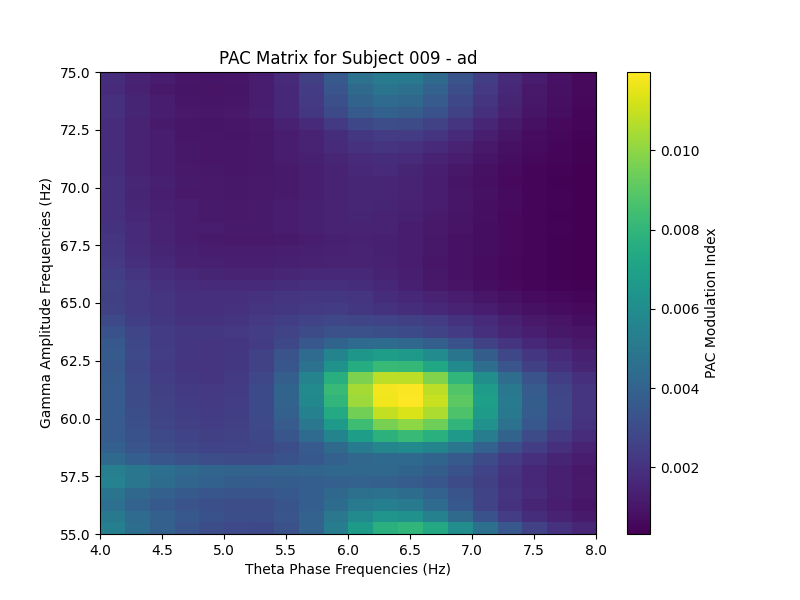 PAC Matrix for Subject 009 - ad
75.0
72.5
70.0
67.5
65.0
62.5
60.0
57.5
55.0
Gamma Amplitude Frequencies (Hz)
4.0 4.5 5.0 5.5 6.0 6.5 7.0 7.5 8.0
Theta Phase Frequencies (Hz)
0.010
0.008
0.006
0.004
0.002
PAC Modulation Index